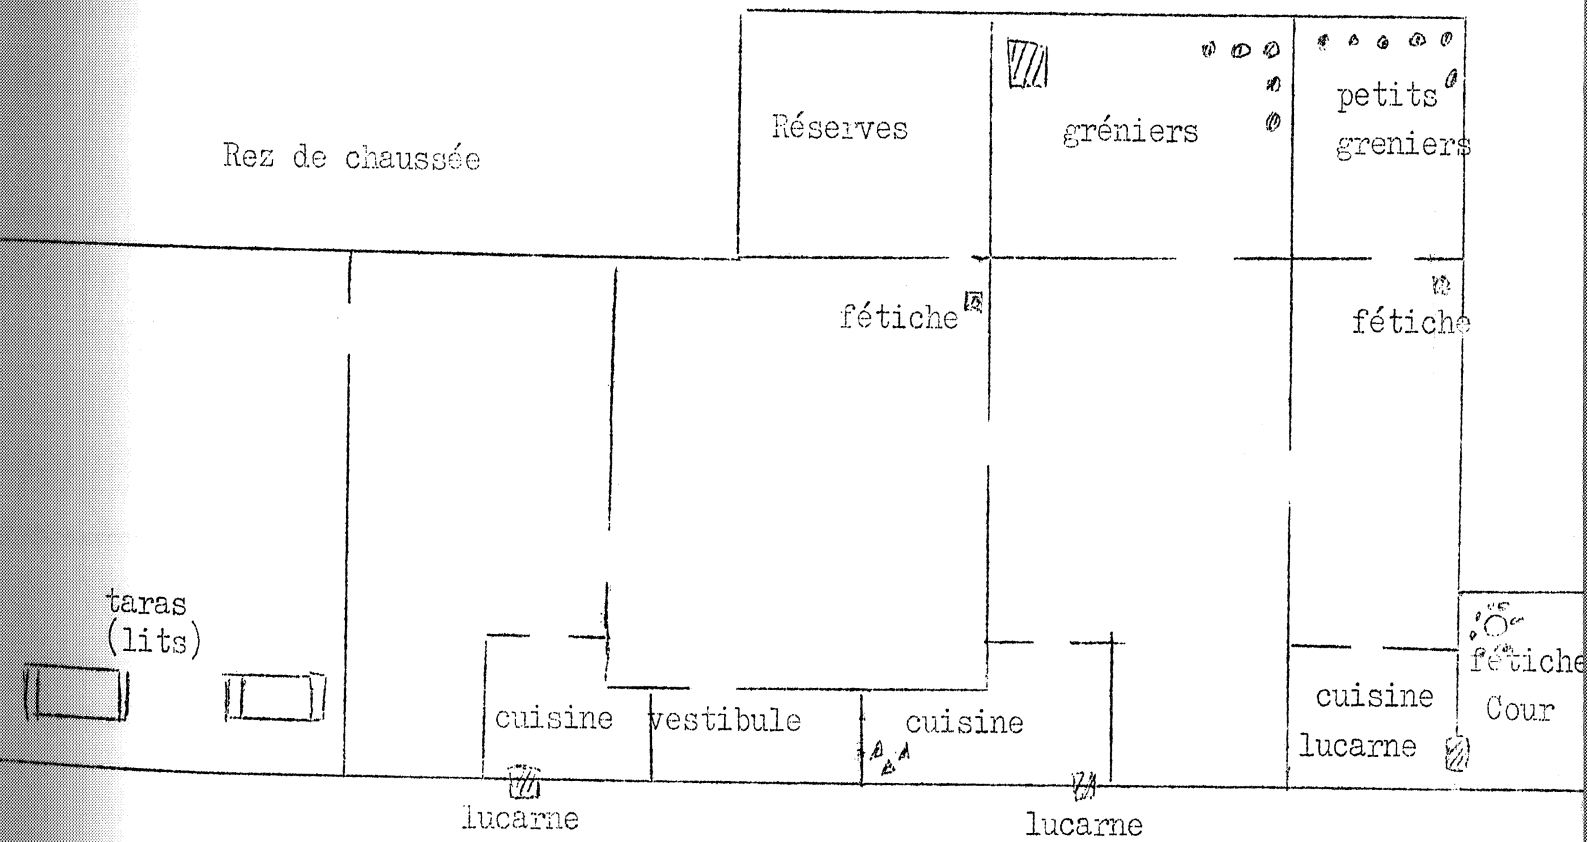 Rez de chaussée
Réserves
gréniers
petits
greniers
fétiche
fétiche
taras
(lits)
cuisine
vestibule
cuisine
cuisine
lucarne
fétiche
Cour
lucarne
lucarne